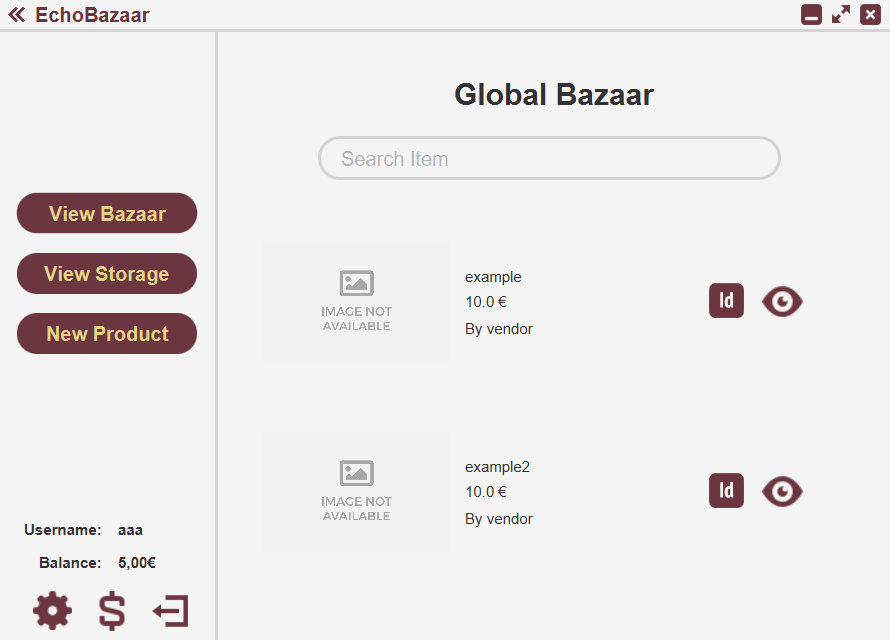 EchoBazaar
Global Bazaar
Search Item
View Bazaar
View Storage
New Product
IMAGE NOT
AVAILABLE
example
10.0 €
By vendor
Id
IMAGE NOT
AVAILABLE
example2
10.0 €
By vendor
Id
Username: aaa
Balance: 5,00€
$